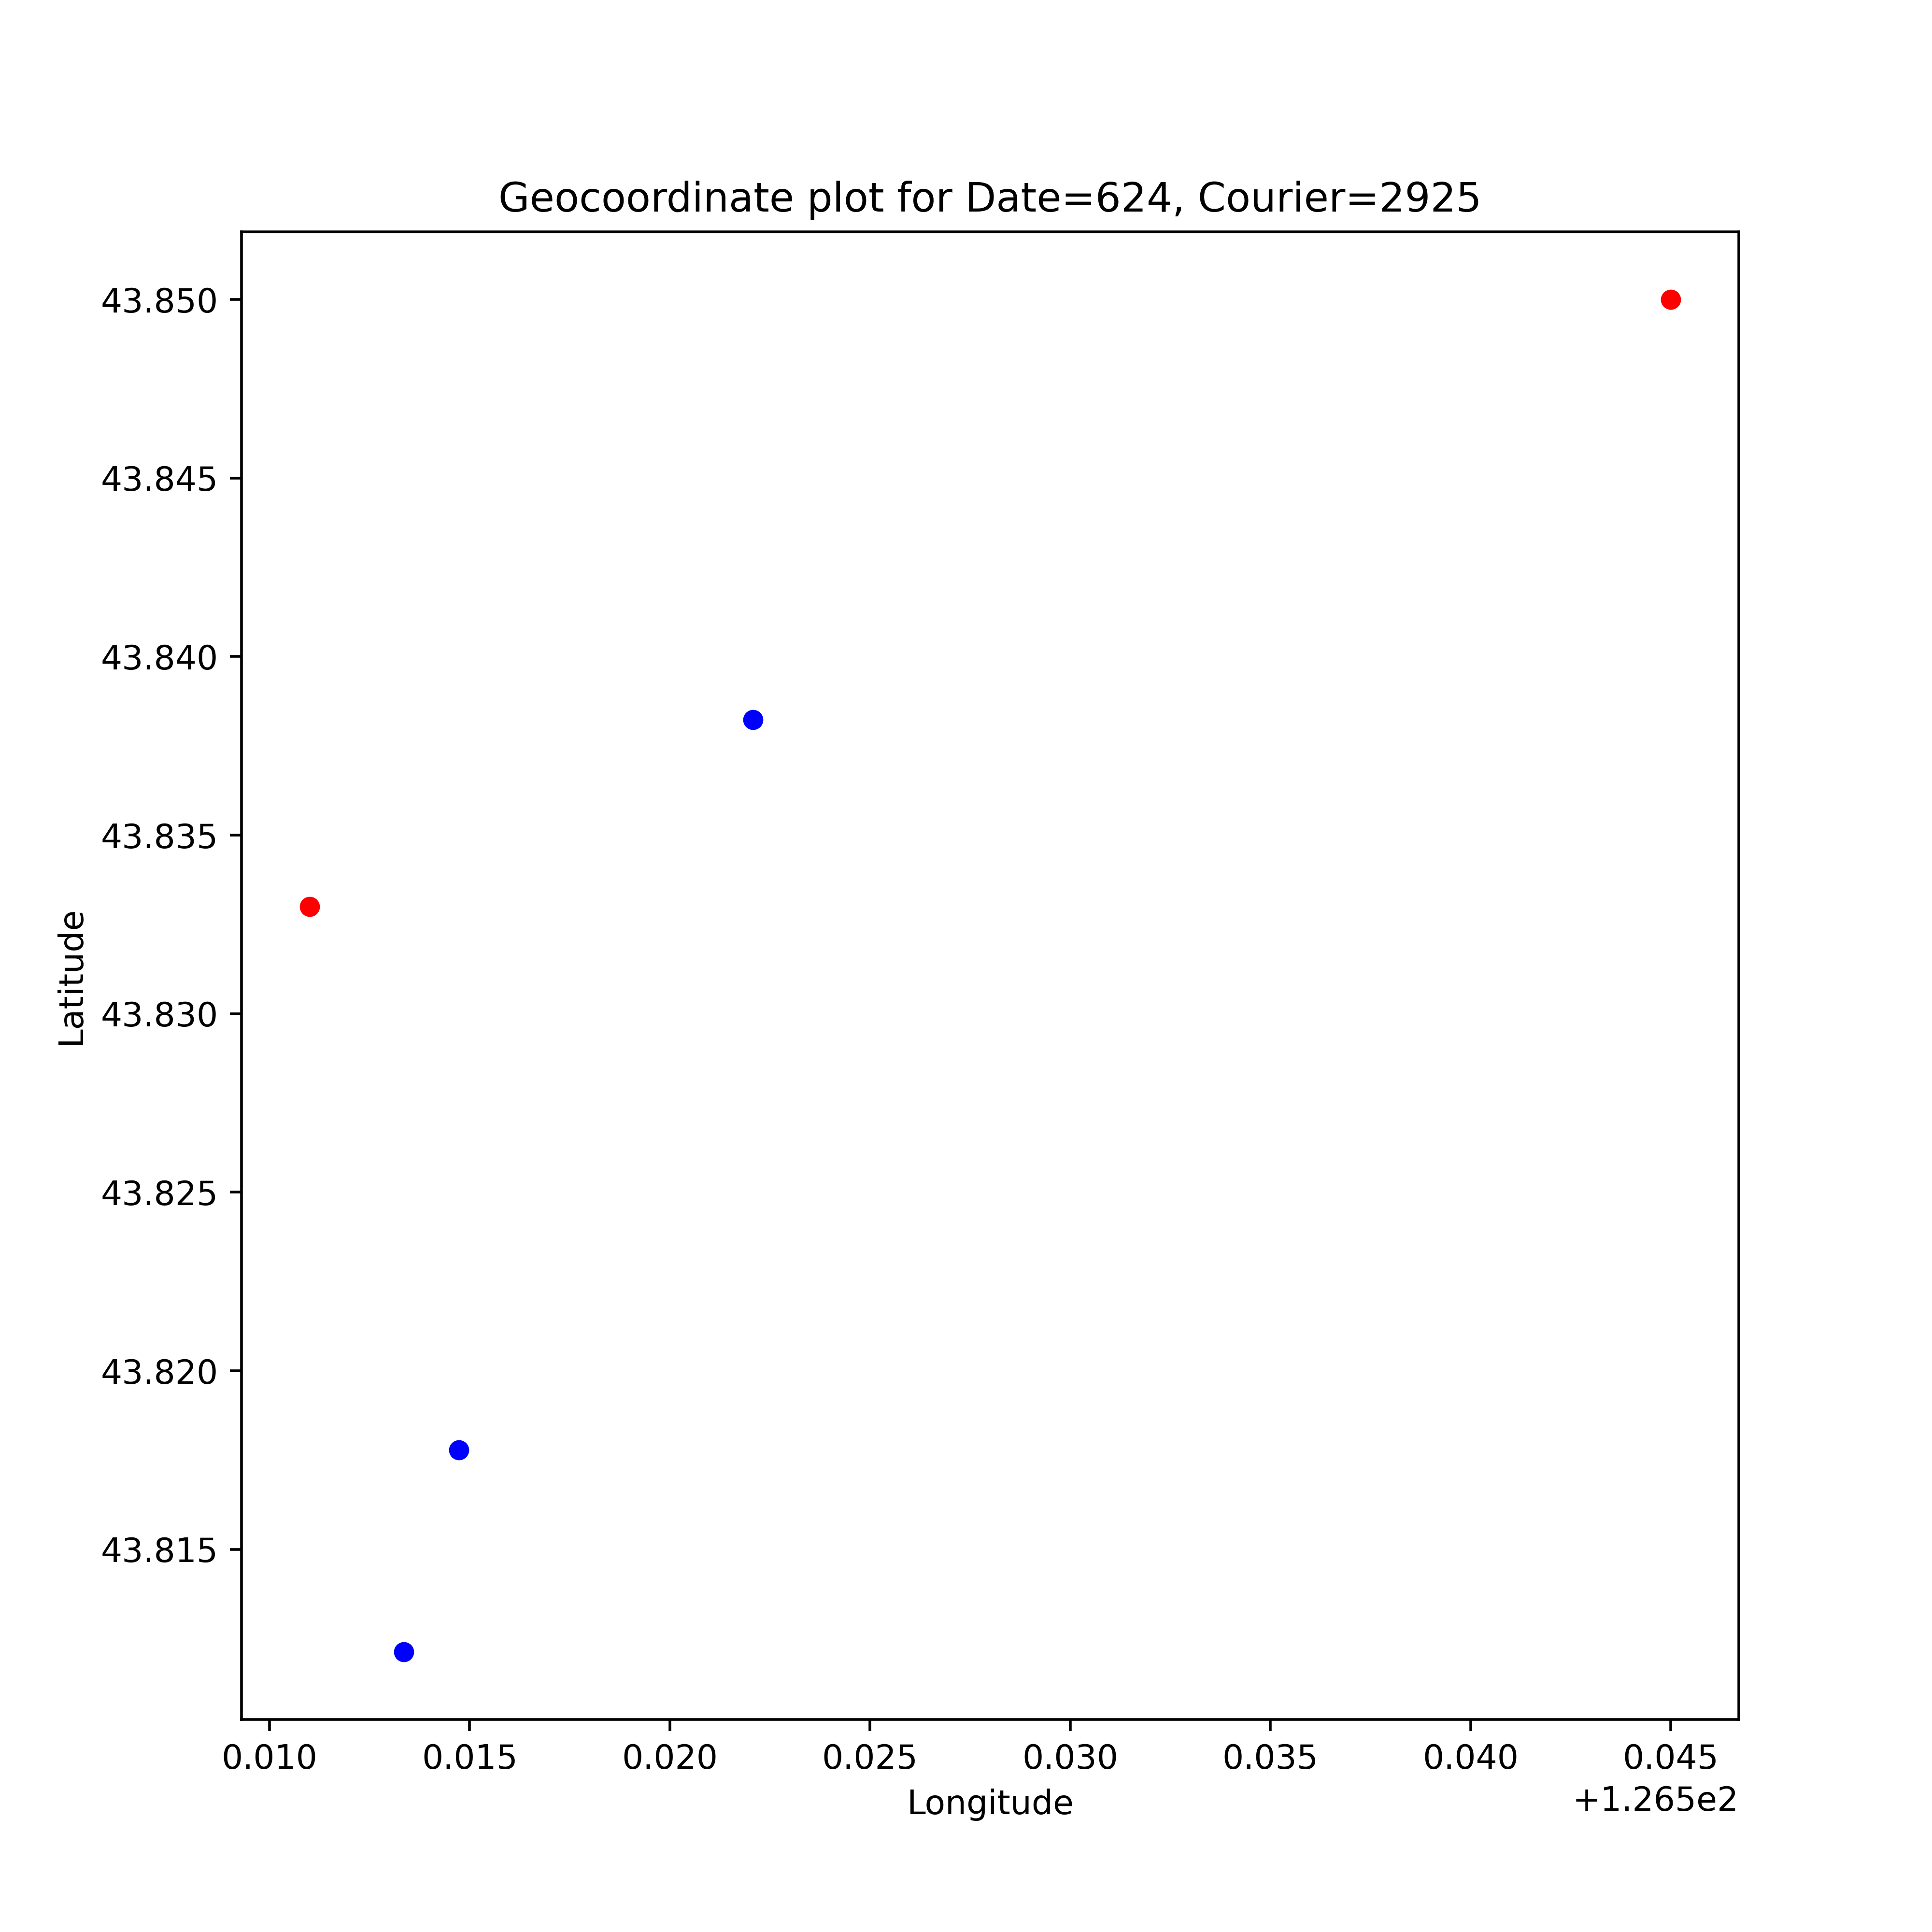 Geocoordinate plot for Date=624, Courier=2925
43.850
43.845
43.840
43.835
43.830
43.825
43.820
43.815
Latitude
0.010 0.015 0.020 0.025 0.030 0.035 0.040 0.045
+1.265e2
Longitude